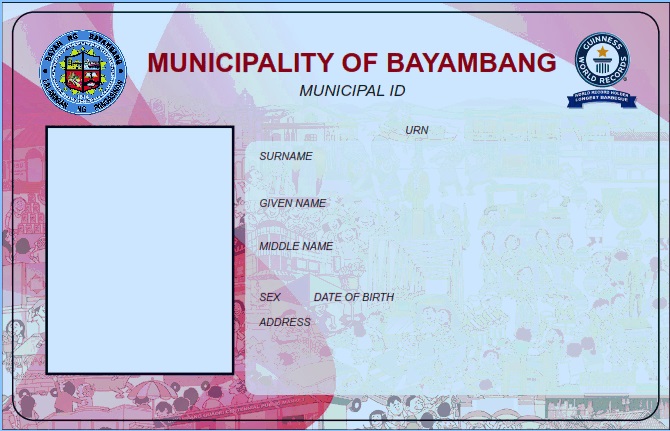 BAYAN NG BAYAMBANG
LALAWIGAN NG PANGASINAN
MUNICIPALITY OF BAYAMBANG
MUNICIPAL ID
GUINNESS
WORLD RECORDS
WORLD RECORD HOLDER
LONGEST BARBEQUE
URN
SURNAME
GIVEN NAME
MIDDLE NAME
SEX DATE OF BIRTH
ADDRESS